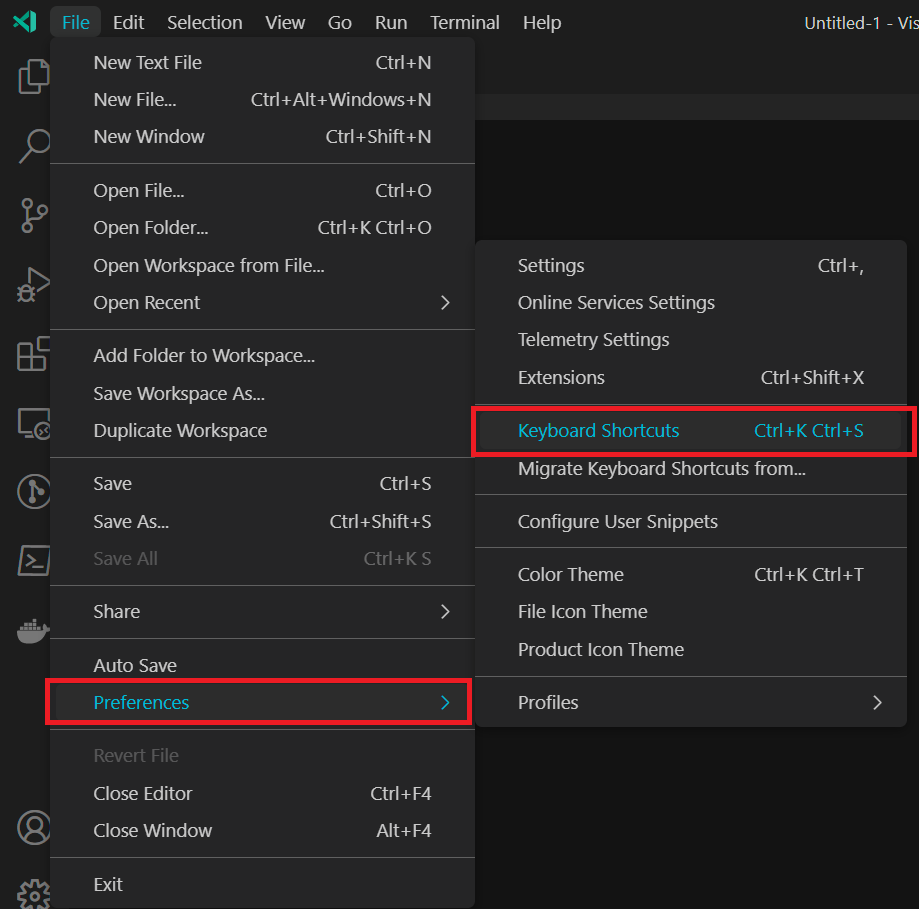 File Edit Selection View Go Run Terminal Help Untitled-1 - Vis
New Text File Ctrl+N
New File... Ctrl+Alt+Windows+N
New Window Ctrl+Shift+N
Open File... Ctrl+O
Open Folder... Ctrl+K Ctrl+O
Open Workspace from File...
Open Recent
Add Folder to Workspace...
Save Workspace As...
Duplicate Workspace
Save Ctrl+S
Save As... Ctrl+Shift+S
Save All Ctrl+K S
Share
Auto Save
Preferences
Revert File
Close Editor Ctrl+F4
Close Window Alt+F4
Exit
Settings Ctrl+,
Online Services Settings
Telemetry Settings
Extensions Ctrl+Shift+X
Keyboard Shortcuts Ctrl+K Ctrl+S
Migrate Keyboard Shortcuts from...
Configure User Snippets
Color Theme Ctrl+K Ctrl+T
File Icon Theme
Product Icon Theme
Profiles